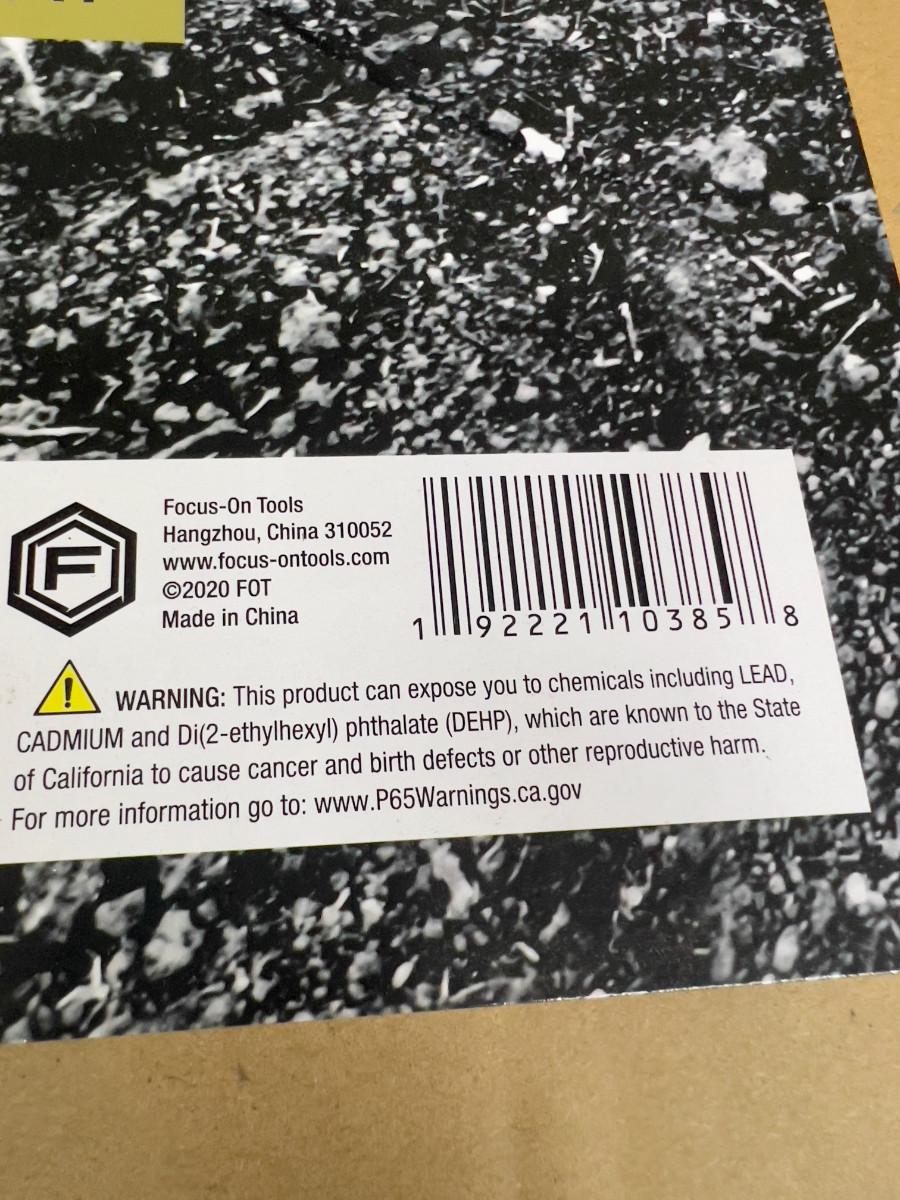 F
Focus-On Tools
Hangzhou, China 310052
www.focus-ontools.com
©2020 FOT
Made in China
1 92221 10385 8
WARNING: This product can expose you to chemicals including LEAD,
CADMIUM and Di(2-ethylhexyl) phthalate (DEHP), which are known to the State
of California to cause cancer and birth defects or other reproductive harm.
For more information go to: www.P65Warnings.ca.gov